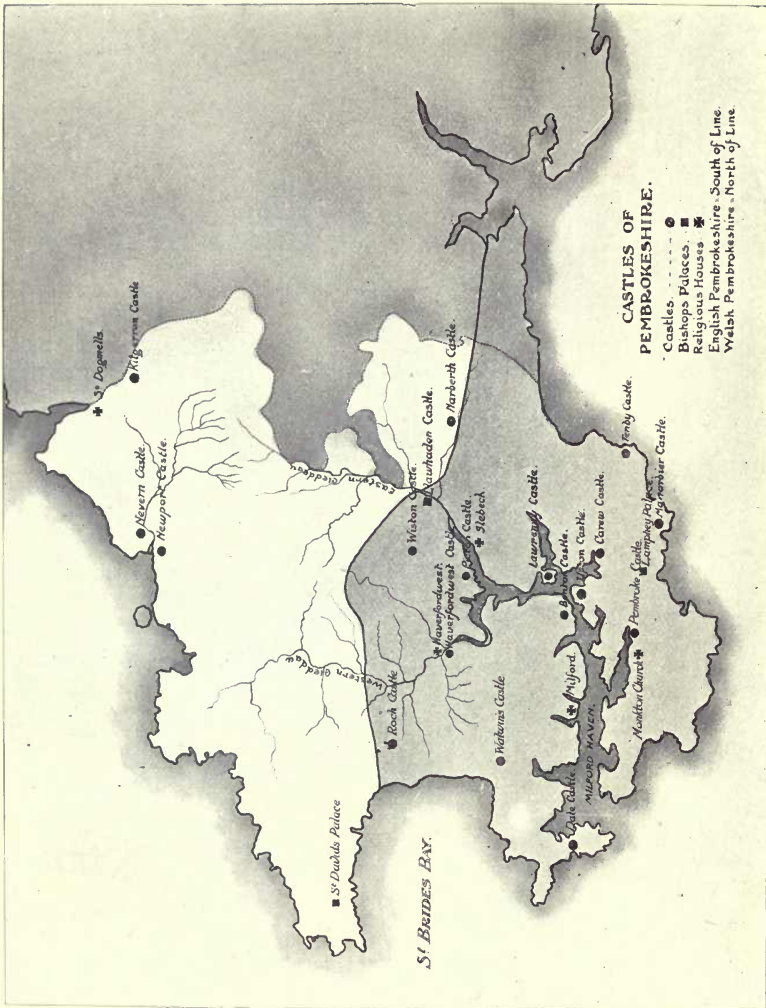 St Dogmells.
Kilgerran Castle
Nevern Castle.
Newport Castle.
Eastern Cleddau
Western Cleddau
Narberth Castle.
Llawhaden Castle.
Wiston Castle.
Roch Castle
Haverfordwest.
Haverfordwest Castle
Picton Castle.
Slebech
St Davids Palace
St BRIDES BAY.
Walwyns Castle.
Lawrenny Castle.
Benton Castle.
Upton Castle.
Carew Castle.
Tenby Castle.
Milford.
MILFORD HAVEN.
Dale Castle.
Pembroke Castle
Monkton Church
Lamphey Palace.
Manorbier Castle.
CASTLES OF
PEMBROKESHIRE.
Castles
Bishops Palaces.
Religious Houses
English Pembrokeshire = South of Line.
Welsh Pembrokeshire = North of Line.